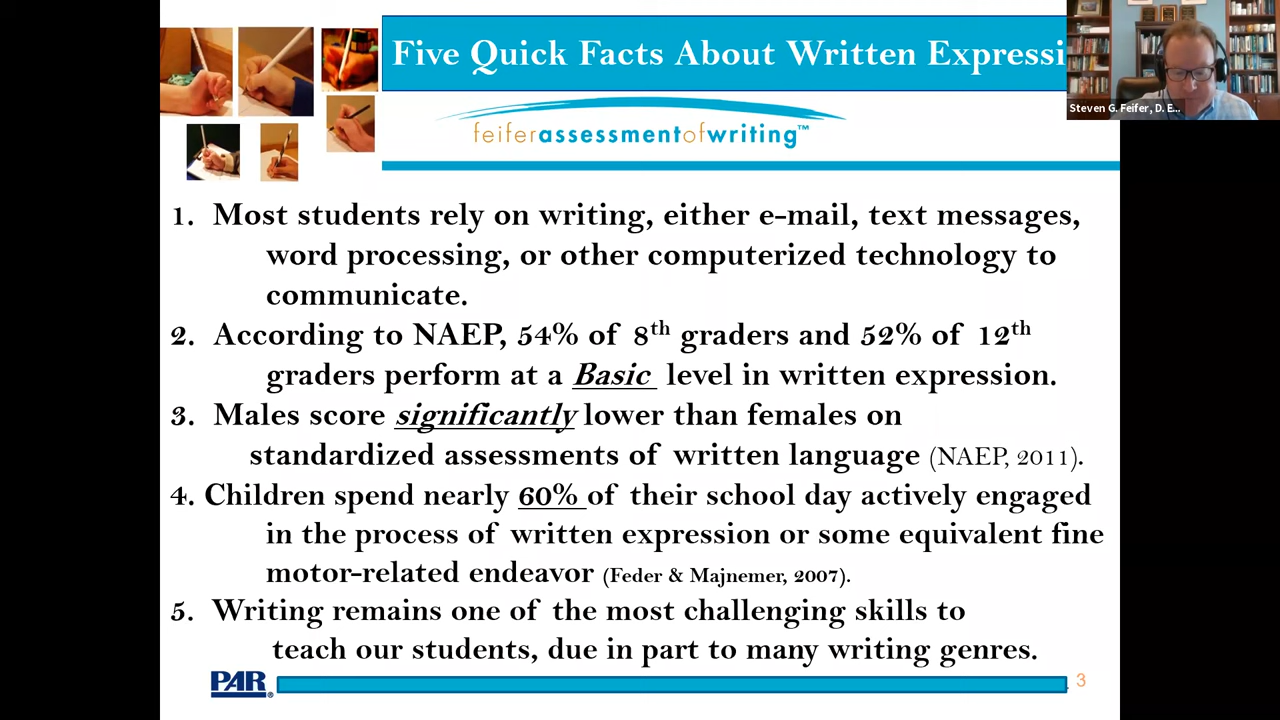 Five Quick Facts About Written Expressi
Steven G. Feifer, D. E...
feiferassessmentofwriting™
1. Most students rely on writing, either e-mail, text messages,
word processing, or other computerized technology to
communicate.
2. According to NAEP, 54% of 8th graders and 52% of 12th
graders perform at a Basic level in written expression.
3. Males score significantly lower than females on
standardized assessments of written language (NAEP, 2011).
4. Children spend nearly 60% of their school day actively engaged
in the process of written expression or some equivalent fine
motor-related endeavor (Feder & Majnemer, 2007).
5. Writing remains one of the most challenging skills to
teach our students, due in part to many writing genres.
PAR®
3